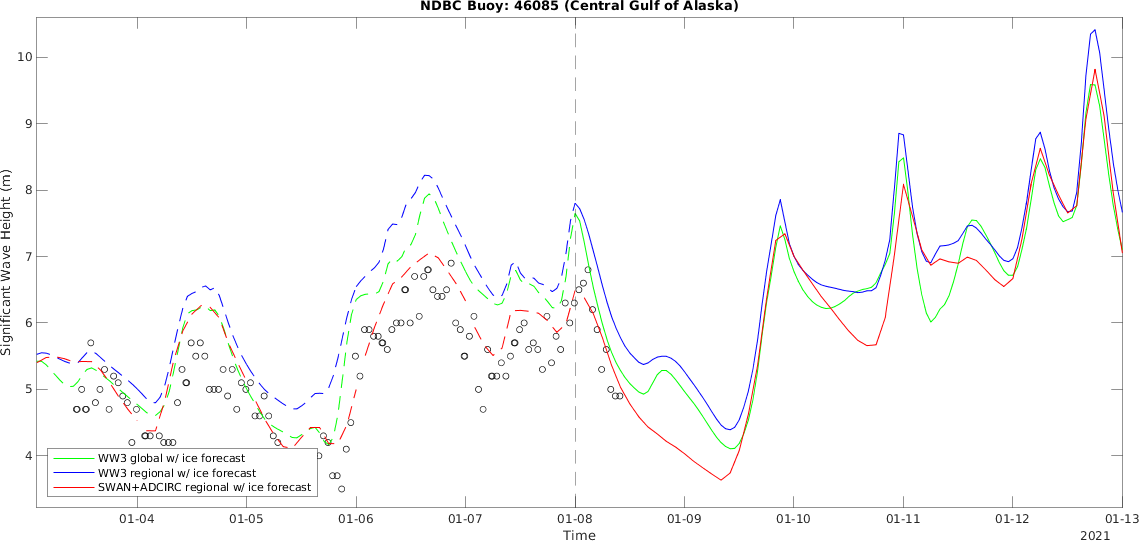 NDBC Buoy: 46085 (Central Gulf of Alaska)
Significant Wave Height (m)
10
9
8
7
6
5
4
WW3 global w/ ice forecast
WW3 regional w/ ice forecast
SWAN+ADCIRC regional w/ ice forecast
01-04 01-05 01-06 01-07 01-08 01-09 01-10 01-11 01-12 01-13
Time
2021